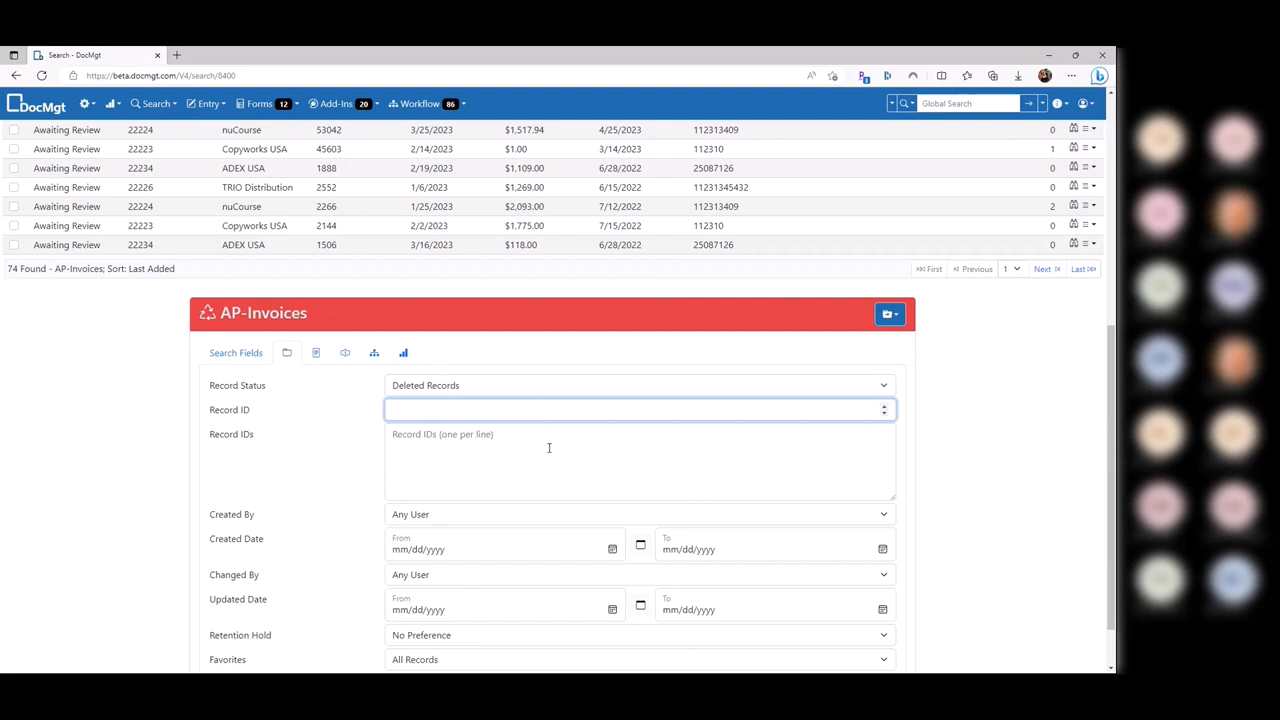 Search - DocMgt
https://beta.docmgt.com/V4/search/8400
DocMgt Search Entry Forms 12 Add-Ins 20 Workflow 86 Global Search
Awaiting Review 22224 nuCourse 53042 3/25/2023 $1,517.94 4/25/2023 112313409 0
Awaiting Review 22223 Copyworks USA 45603 2/14/2023 $1.00 3/14/2023 112310 1
Awaiting Review 22234 ADEX USA 1888 2/19/2023 $1,109.00 6/28/2022 25087126 0
Awaiting Review 22226 TRIO Distribution 2552 1/6/2023 $1,269.00 6/15/2022 11231345432 0
Awaiting Review 22224 nuCourse 2266 1/25/2023 $2,093.00 7/12/2022 112313409 2
Awaiting Review 22223 Copyworks USA 2144 2/2/2023 $1,775.00 7/15/2022 112310 0
Awaiting Review 22234 ADEX USA 1506 3/16/2023 $118.00 6/28/2022 25087126 0
74 Found - AP-Invoices; Sort: Last Added First Previous 1 Next Last
AP-Invoices
Search Fields
Record Status Deleted Records
Record ID
Record IDs Record IDs (one per line)
Created By Any User
Created Date From mm/dd/yyyy To mm/dd/yyyy
Changed By Any User
Updated Date From mm/dd/yyyy To mm/dd/yyyy
Retention Hold No Preference
Favorites All Records